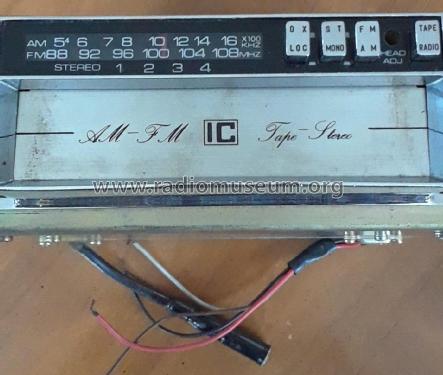 AM 54 6 7 8 10 12 14 16 X100 KHZ
FM 88 92 96 100 104 108 MHZ
STEREO 1 2 3 4
DX LOC
ST MONO
FM AM
HEAD ADJ
TAPE RADIO
AM-FM IC Tape-Stereo
www.radiomuseum.org